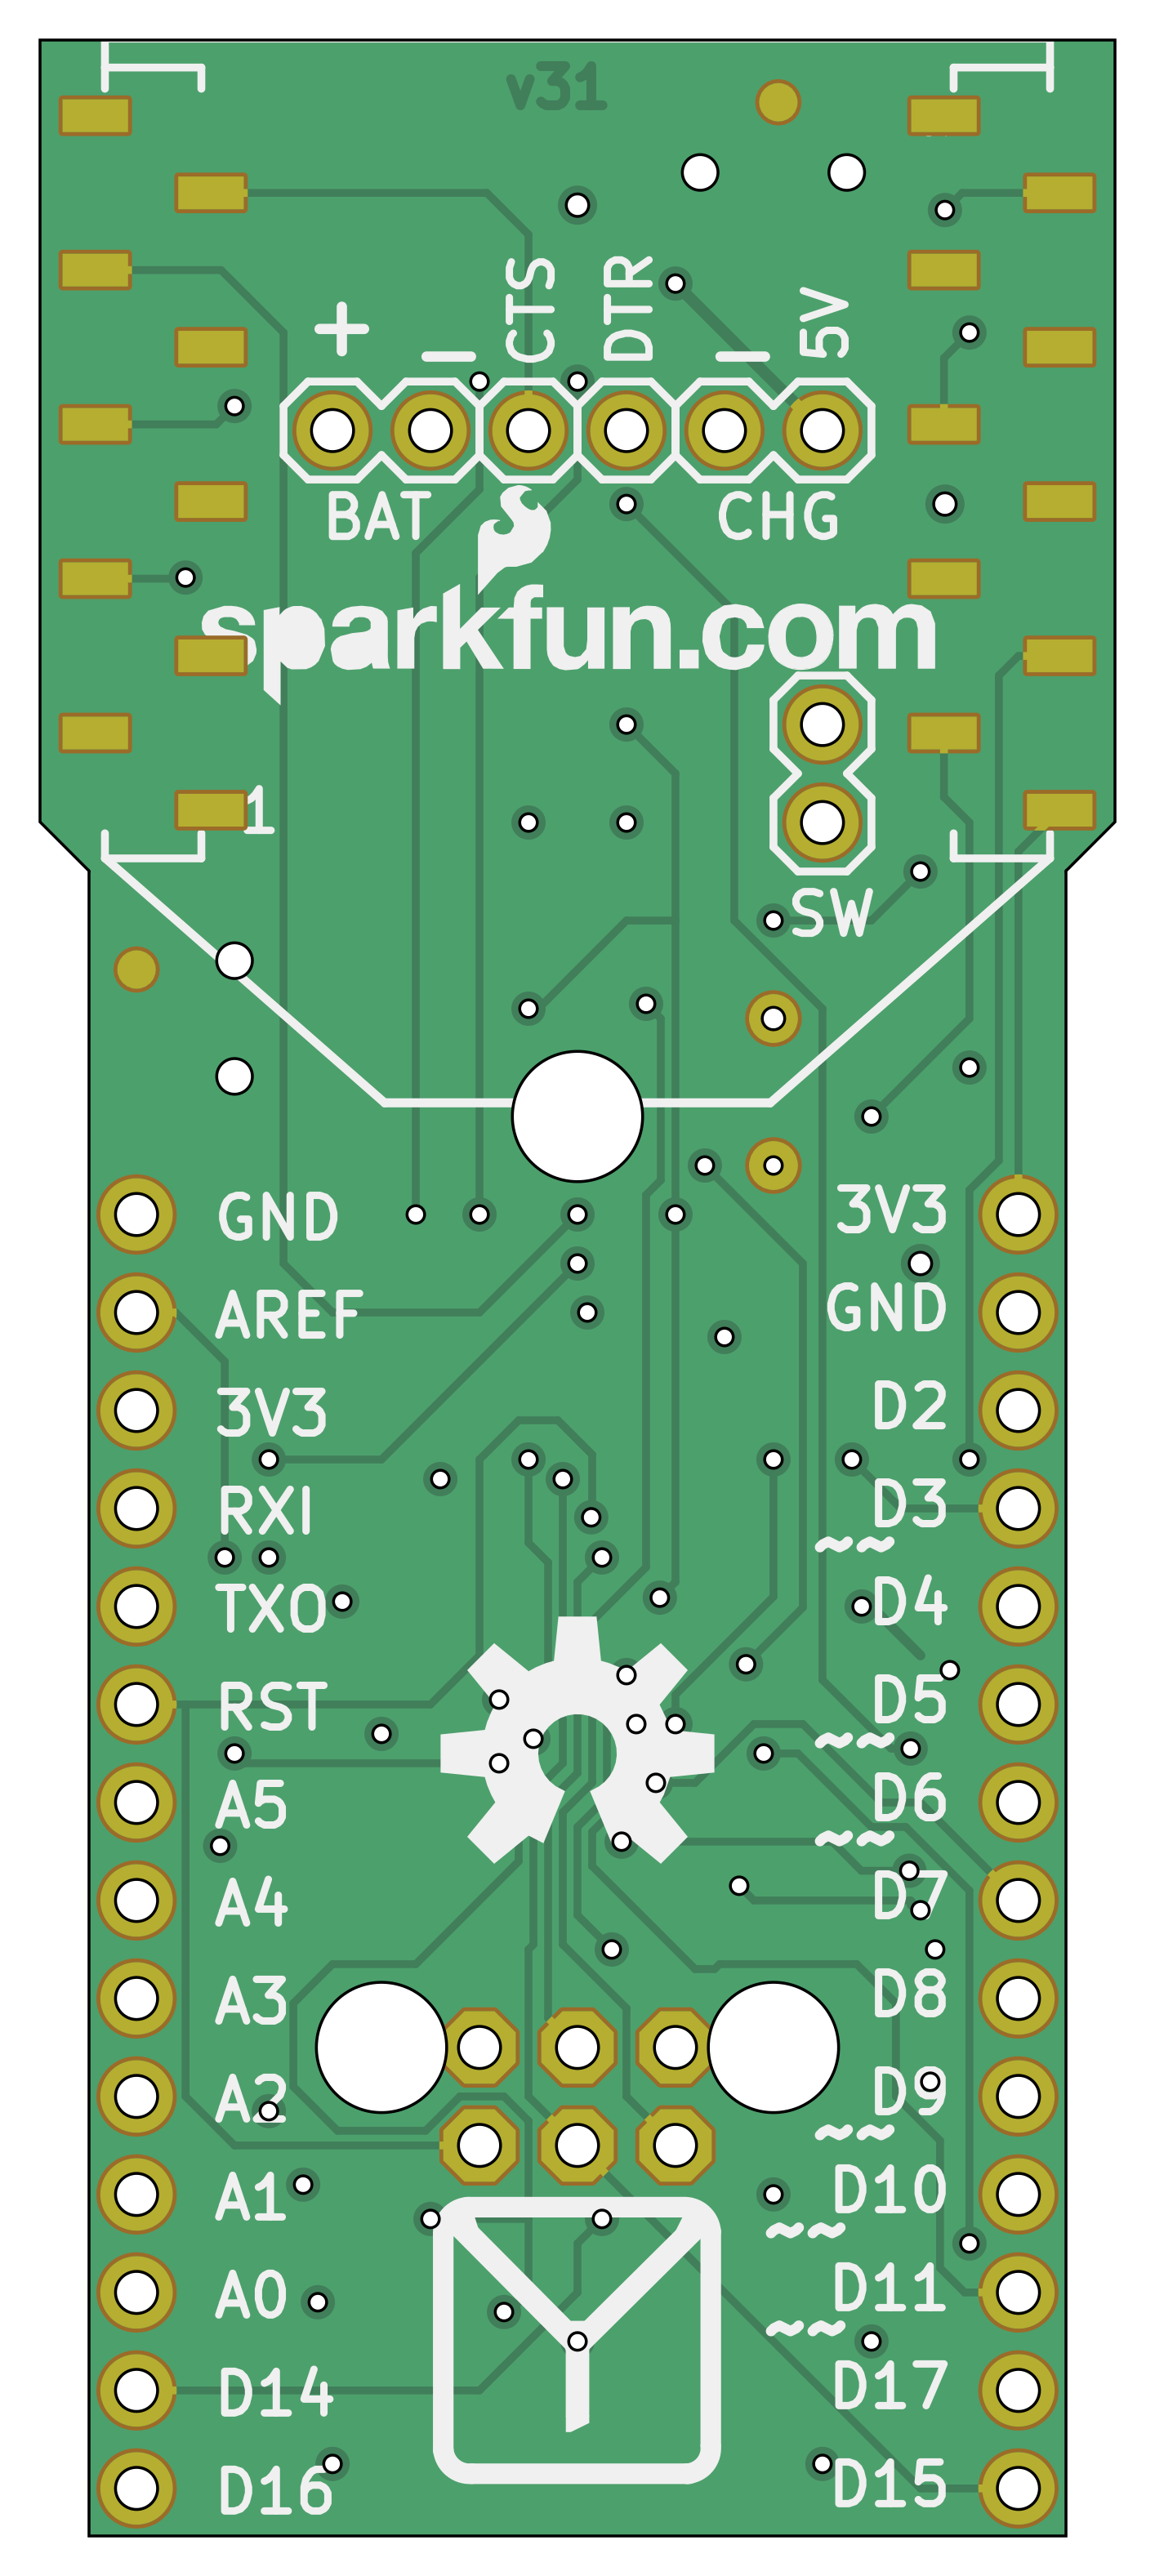 v31
+ − CTS DTR − 5V
BAT CHG
sparkfun.com
1
SW
GND 3V3
AREF GND
3V3 D2
RXI D3
~~
TXO D4
RST D5
~~
A5 D6
~~
A4 D7
A3 D8
A2 D9
~~
A1 D10
~~
A0 D11
~~
D14 D17
D16 D15